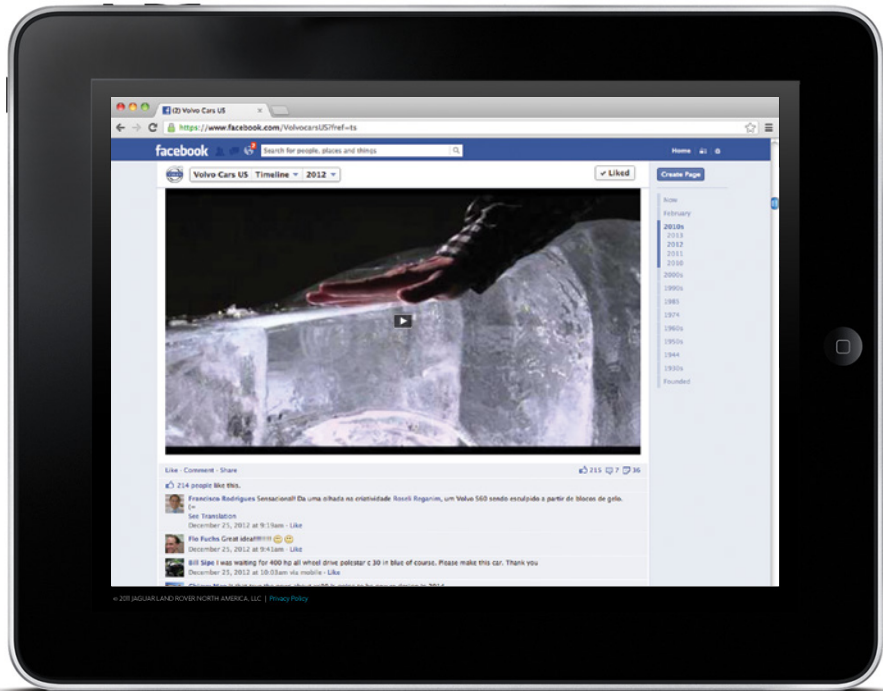 (2) Volvo Cars US
https://www.facebook.com/VolvocarsUS?fref=ts
facebook 3 Search for people, places and things Home
Volvo Cars US Timeline 2012 Liked Create Page
Now
February
2010s
2013
2012
2011
2010
2000s
1990s
1985
1974
1960s
1950s
1944
1930s
Founded
Like · Comment · Share 215 7 36
214 people like this.
Francisco Rodrigues Sensacional! Da uma olhada na criatividade Roseli Roganim, um Volvo S60 sendo esculpido a partir de blocos de gelo.
(=
See Translation
December 25, 2012 at 9:19am · Like
Flo Fuchs Great idea!!!!!!!!
December 25, 2012 at 9:41am · Like
Bill Sipe I was waiting for 400 hp all wheel drive polestar c 30 in blue of course. Please make this car. Thank you
December 25, 2012 at 10:03am via mobile · Like
© 2011 JAGUAR LAND ROVER NORTH AMERICA, LLC | Privacy Policy